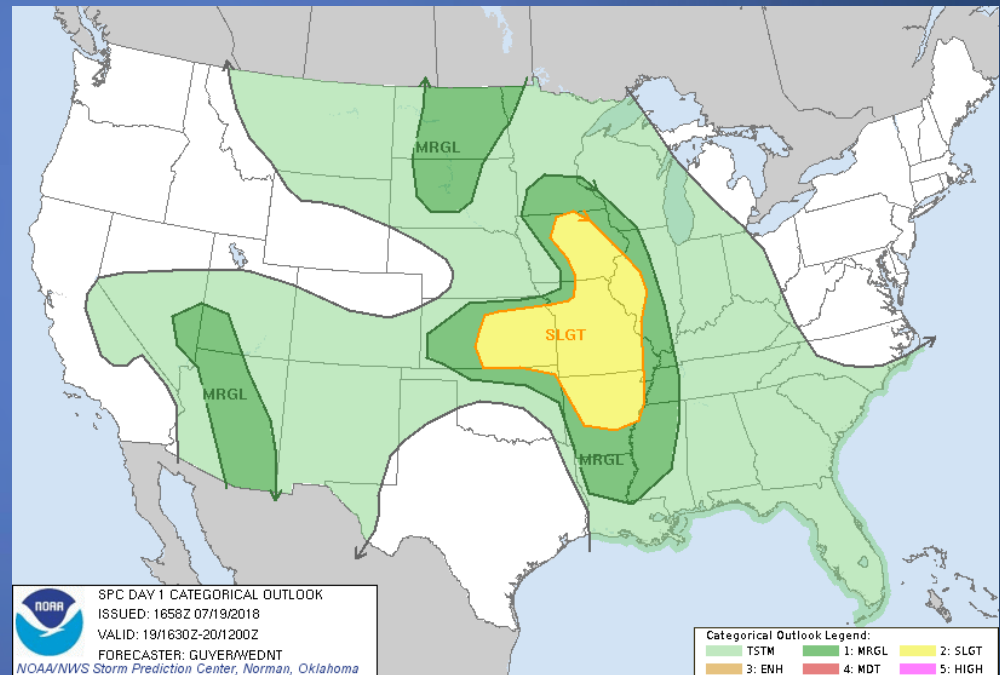 MRGL
SLGT
MRGL
MRGL
NOAA
SPC DAY 1 CATEGORICAL OUTLOOK
ISSUED: 1658Z 07/19/2018
VALID: 19/1630Z-20/1200Z
FORECASTER: GUYER/WENDT
NOAA/NWS Storm Prediction Center, Norman, Oklahoma
Categorical Outlook Legend:
TSTM 1: MRGL 2: SLGT
3: ENH 4: MDT 5: HIGH